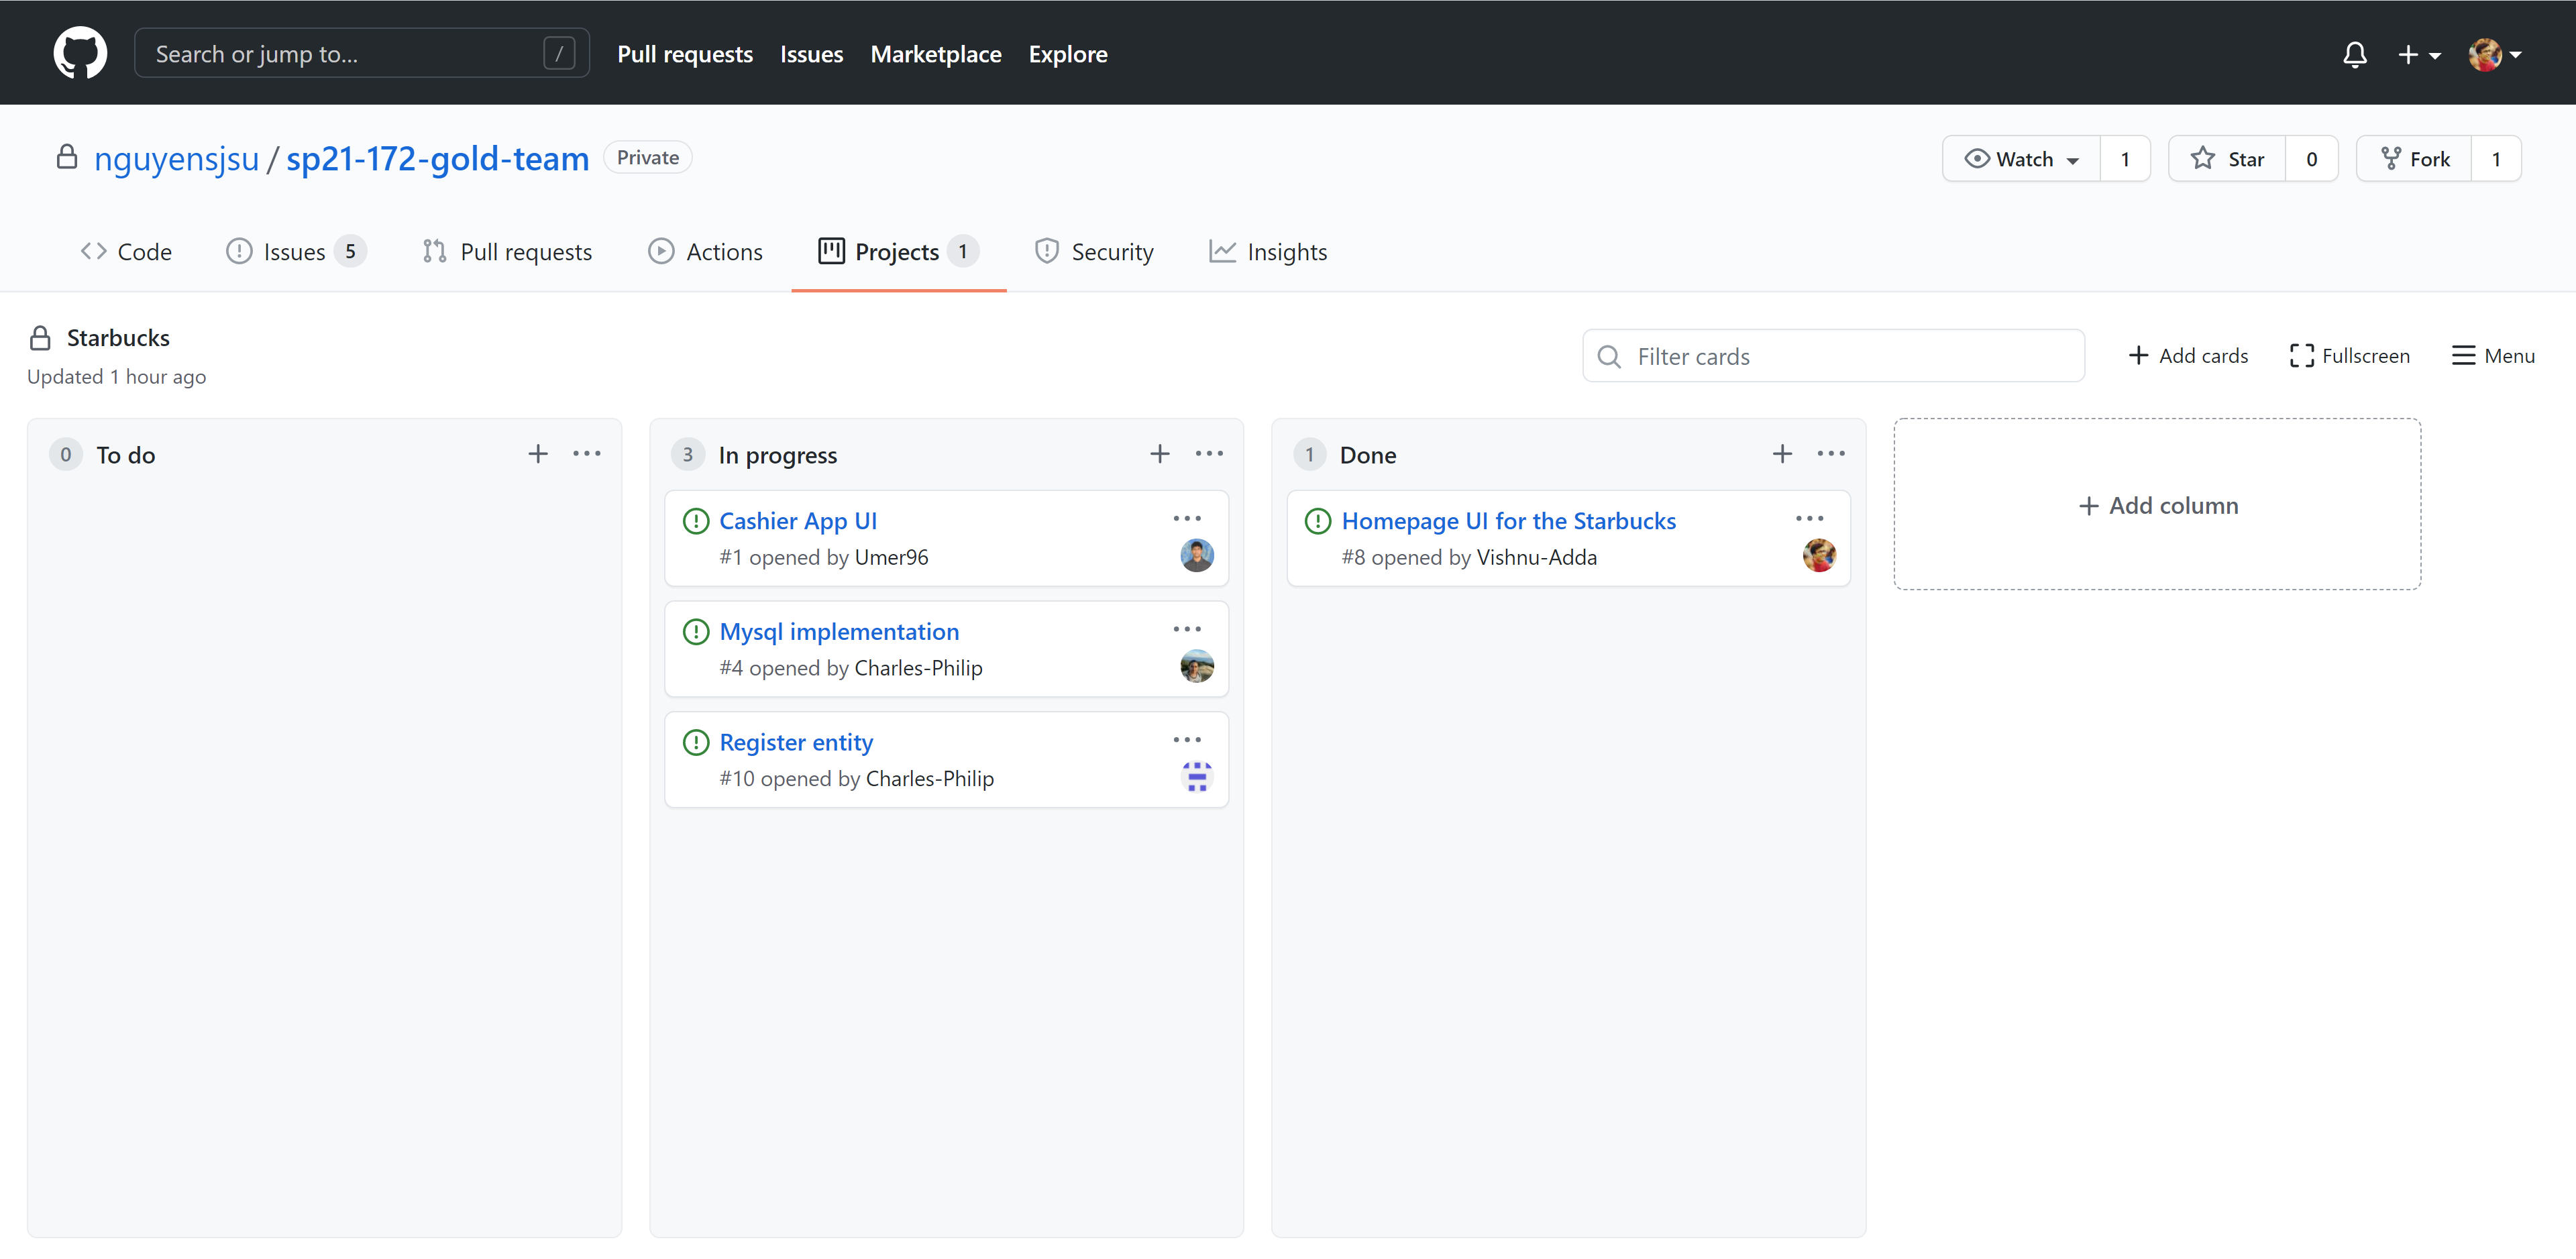 Search or jump to... /
Pull requests Issues Marketplace Explore
nguyensjsu / sp21-172-gold-team Private
Watch 1 Star 0 Fork 1
Code Issues 5 Pull requests Actions Projects 1 Security Insights
Starbucks
Updated 1 hour ago
Filter cards
Add cards Fullscreen Menu
0 To do
3 In progress
Cashier App UI
#1 opened by Umer96
Mysql implementation
#4 opened by Charles-Philip
Register entity
#10 opened by Charles-Philip
1 Done
Homepage UI for the Starbucks
#8 opened by Vishnu-Adda
Add column